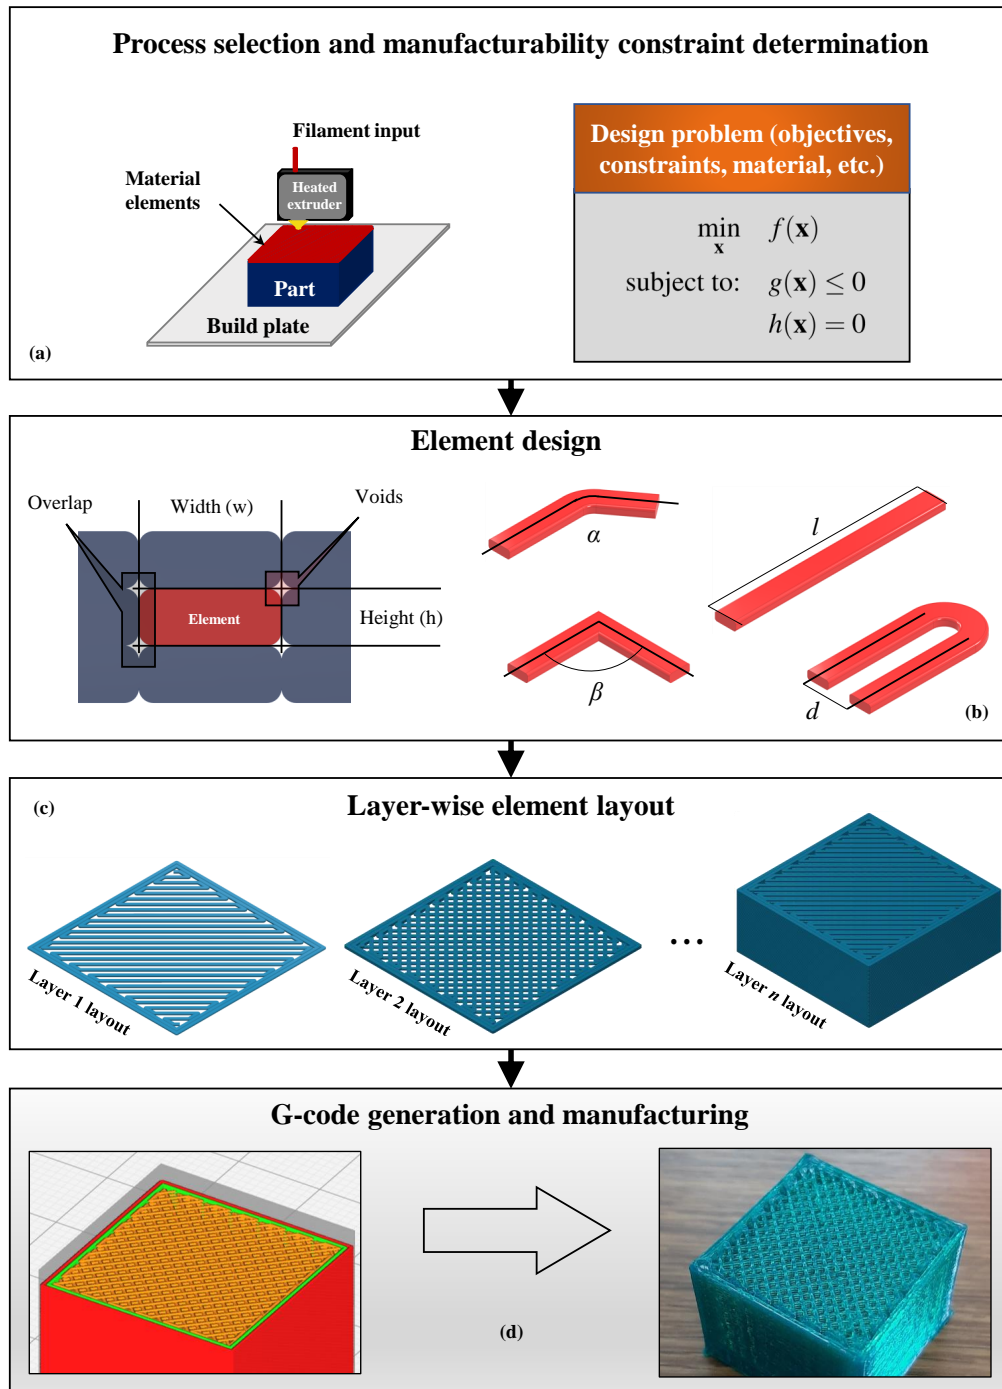 Process selection and manufacturability constraint determination
Filament input
Material
elements
Heated
extruder
Part
Build plate
(a)
Design problem (objectives,
constraints, material, etc.)
min f(x)
x
subject to: g(x) ≤ 0
h(x) = 0
Element design
Overlap
Width (w)
Voids
Element
Height (h)
α
β
l
d
(b)
(c)
Layer-wise element layout
Layer 1 layout
Layer 2 layout
...
Layer n layout
G-code generation and manufacturing
(d)